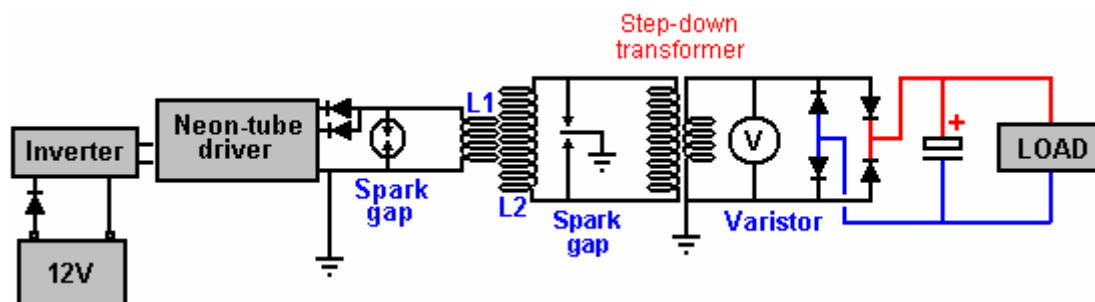 Step-down
transformer
Neon-tube
driver
Inverter
L1
L2
Spark
gap
Spark
gap
V
Varistor
+
LOAD
12V